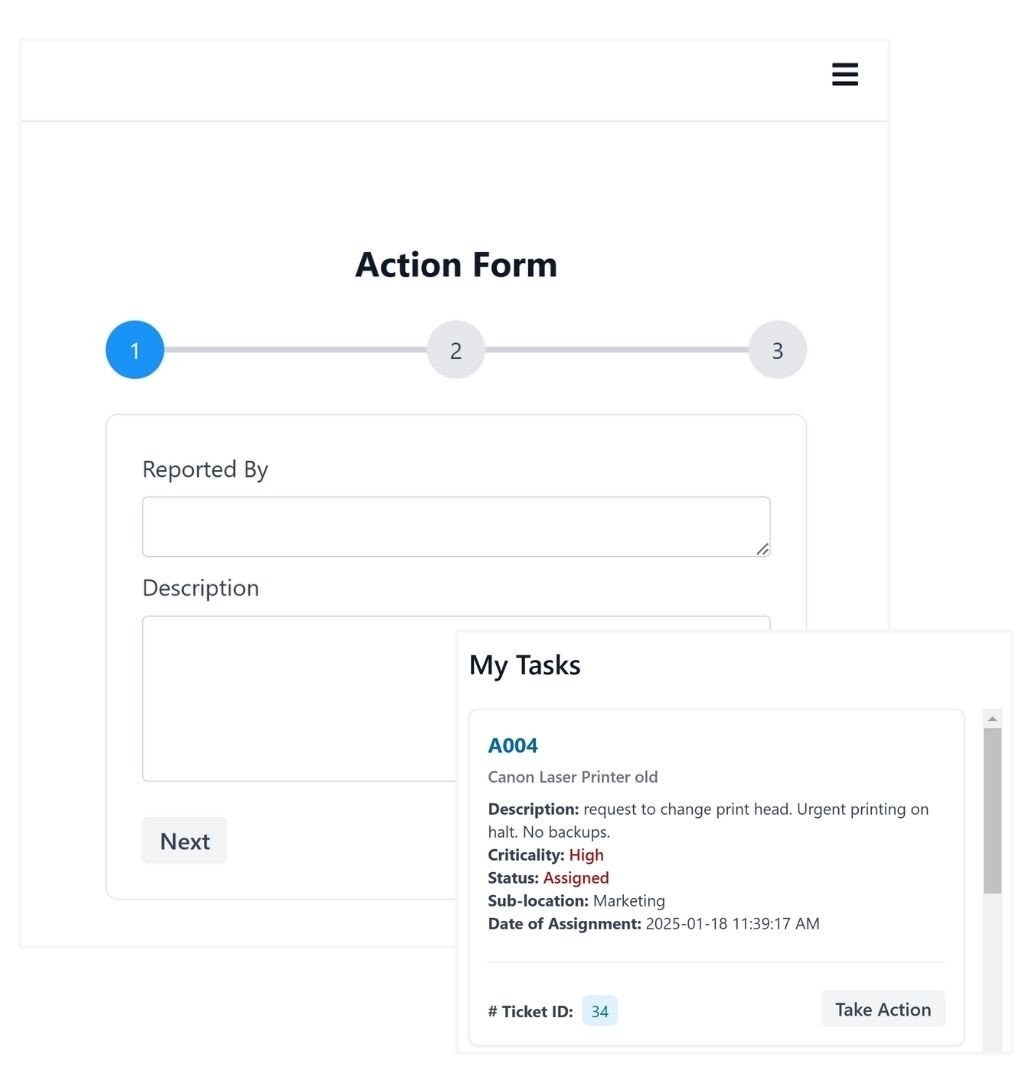 Action Form
1
2
3
Reported By
Description
Next
My Tasks
A004
Canon Laser Printer old
Description: request to change print head. Urgent printing on
halt. No backups.
Criticality: High
Status: Assigned
Sub-location: Marketing
Date of Assignment: 2025-01-18 11:39:17 AM
# Ticket ID: 34
Take Action